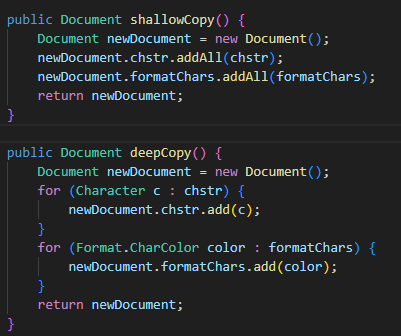 public Document shallowCopy() {
    Document newDocument = new Document();
    newDocument.chstr.addAll(chstr);
    newDocument.formatChars.addAll(formatChars);
    return newDocument;
}
public Document deepCopy() {
    Document newDocument = new Document();
    for (Character c : chstr) {
        newDocument.chstr.add(c);
    }
    for (Format.CharColor color : formatChars) {
        newDocument.formatChars.add(color);
    }
    return newDocument;
}